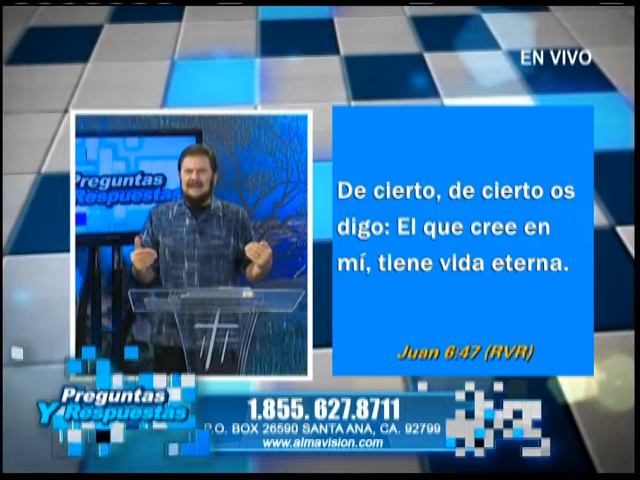 EN VIVO
Preguntas
Respuestas
De cierto, de cierto os
digo: El que cree en
mí, tiene vida eterna.
Juan 6:47 (RVR)
Preguntas
Y Respuestas
1.855. 627.8711
P.O. BOX 26590 SANTA ANA, CA. 92799
www.almavision.com